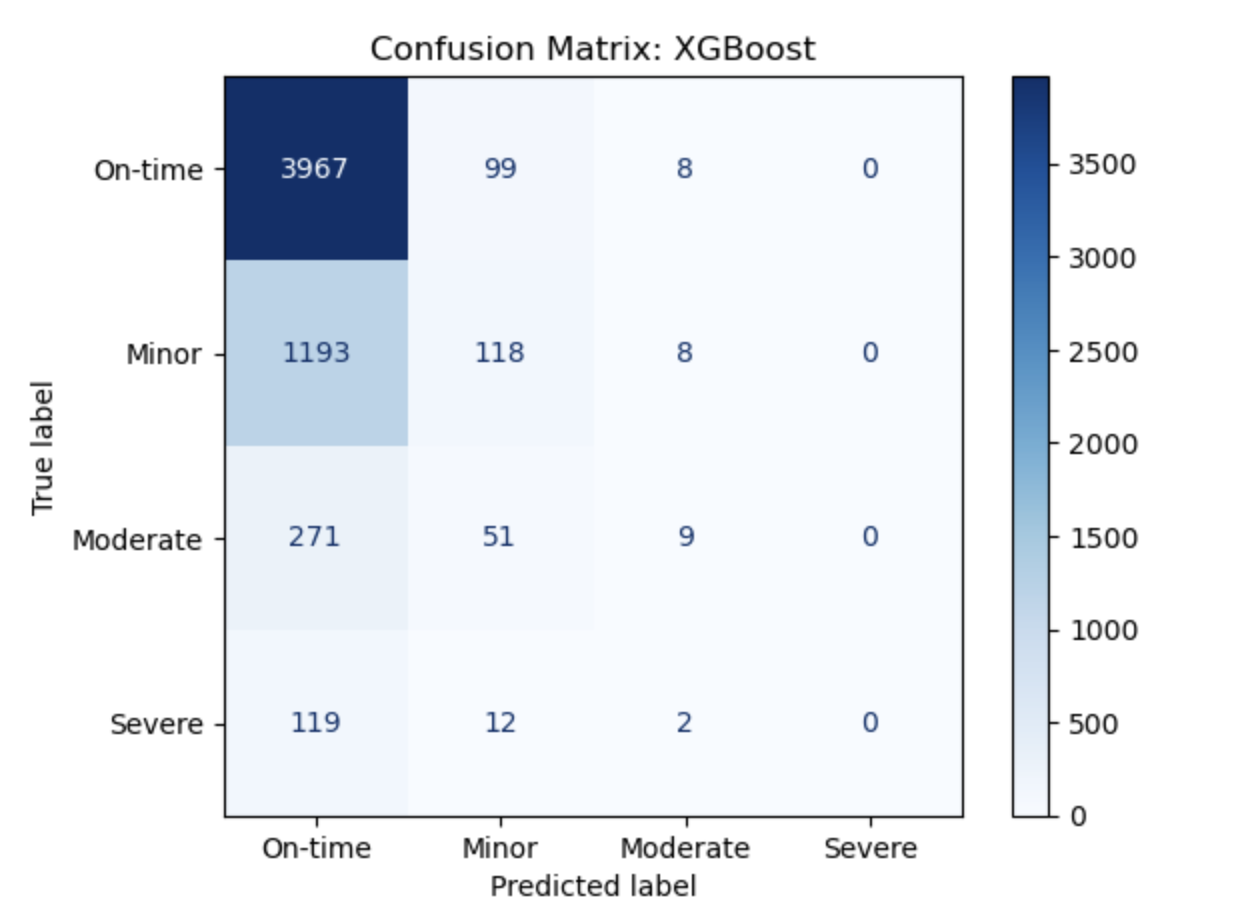 Confusion Matrix: XGBoost
On-time 3967 99 8 0
Minor 1193 118 8 0
Moderate 271 51 9 0
Severe 119 12 2 0
On-time Minor Moderate Severe
Predicted label
True label
3500
3000
2500
2000
1500
1000
500
0